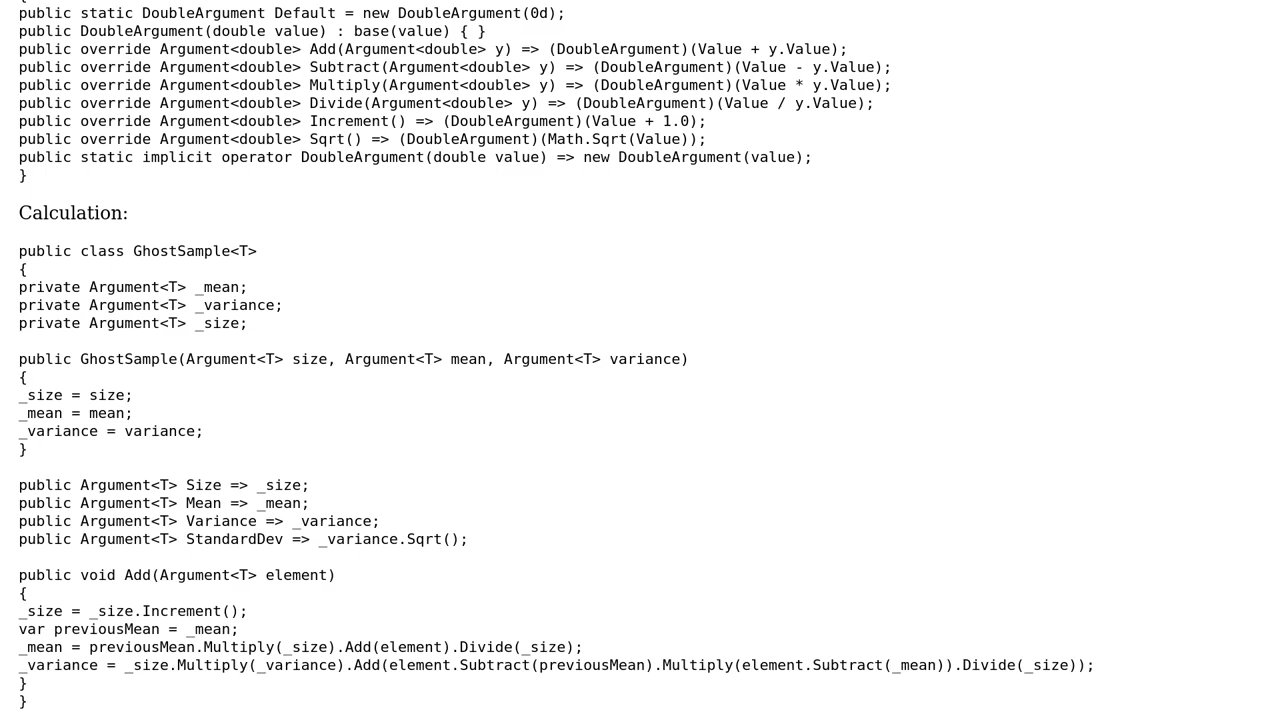 public static DoubleArgument Default = new DoubleArgument(0d);
public DoubleArgument(double value) : base(value) { }
public override Argument<double> Add(Argument<double> y) => (DoubleArgument)(Value + y.Value);
public override Argument<double> Subtract(Argument<double> y) => (DoubleArgument)(Value - y.Value);
public override Argument<double> Multiply(Argument<double> y) => (DoubleArgument)(Value * y.Value);
public override Argument<double> Divide(Argument<double> y) => (DoubleArgument)(Value / y.Value);
public override Argument<double> Increment() => (DoubleArgument)(Value + 1.0);
public override Argument<double> Sqrt() => (DoubleArgument)(Math.Sqrt(Value));
public static implicit operator DoubleArgument(double value) => new DoubleArgument(value);
}
Calculation:
public class GhostSample<T>
{
private Argument<T> _mean;
private Argument<T> _variance;
private Argument<T> _size;
public GhostSample(Argument<T> size, Argument<T> mean, Argument<T> variance)
{
_size = size;
_mean = mean;
_variance = variance;
}
public Argument<T> Size => _size;
public Argument<T> Mean => _mean;
public Argument<T> Variance => _variance;
public Argument<T> StandardDev => _variance.Sqrt();
public void Add(Argument<T> element)
{
_size = _size.Increment();
var previousMean = _mean;
_mean = previousMean.Multiply(_size).Add(element).Divide(_size);
_variance = _size.Multiply(_variance).Add(element.Subtract(previousMean).Multiply(element.Subtract(_mean)).Divide(_size));
}
}